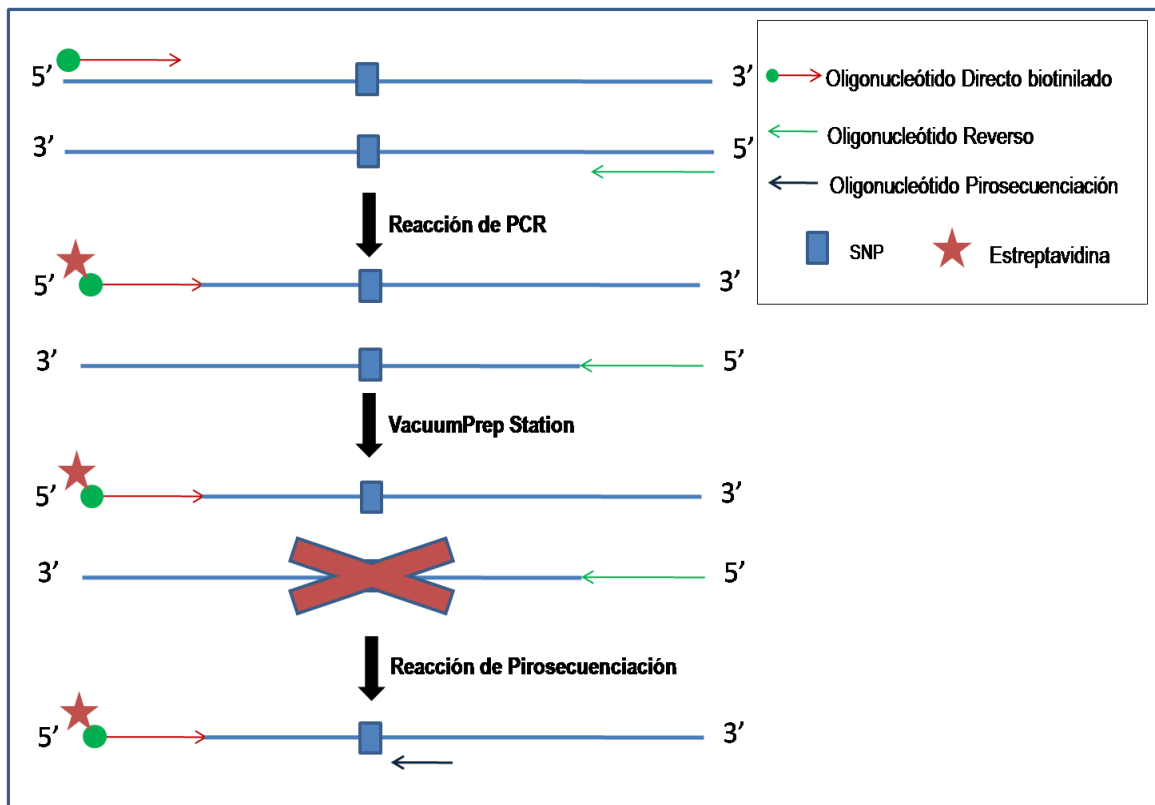 5’
3’
3’
5’
Reacción de PCR
5’
3’
3’
5’
VacuumPrep Station
5’
3’
3’
5’
Reacción de Pirosecuenciación
5’
3’
Oligonucleótido Directo biotinilado
Oligonucleótido Reverso
Oligonucleótido Pirosecuenciación
SNP
Estreptavidina